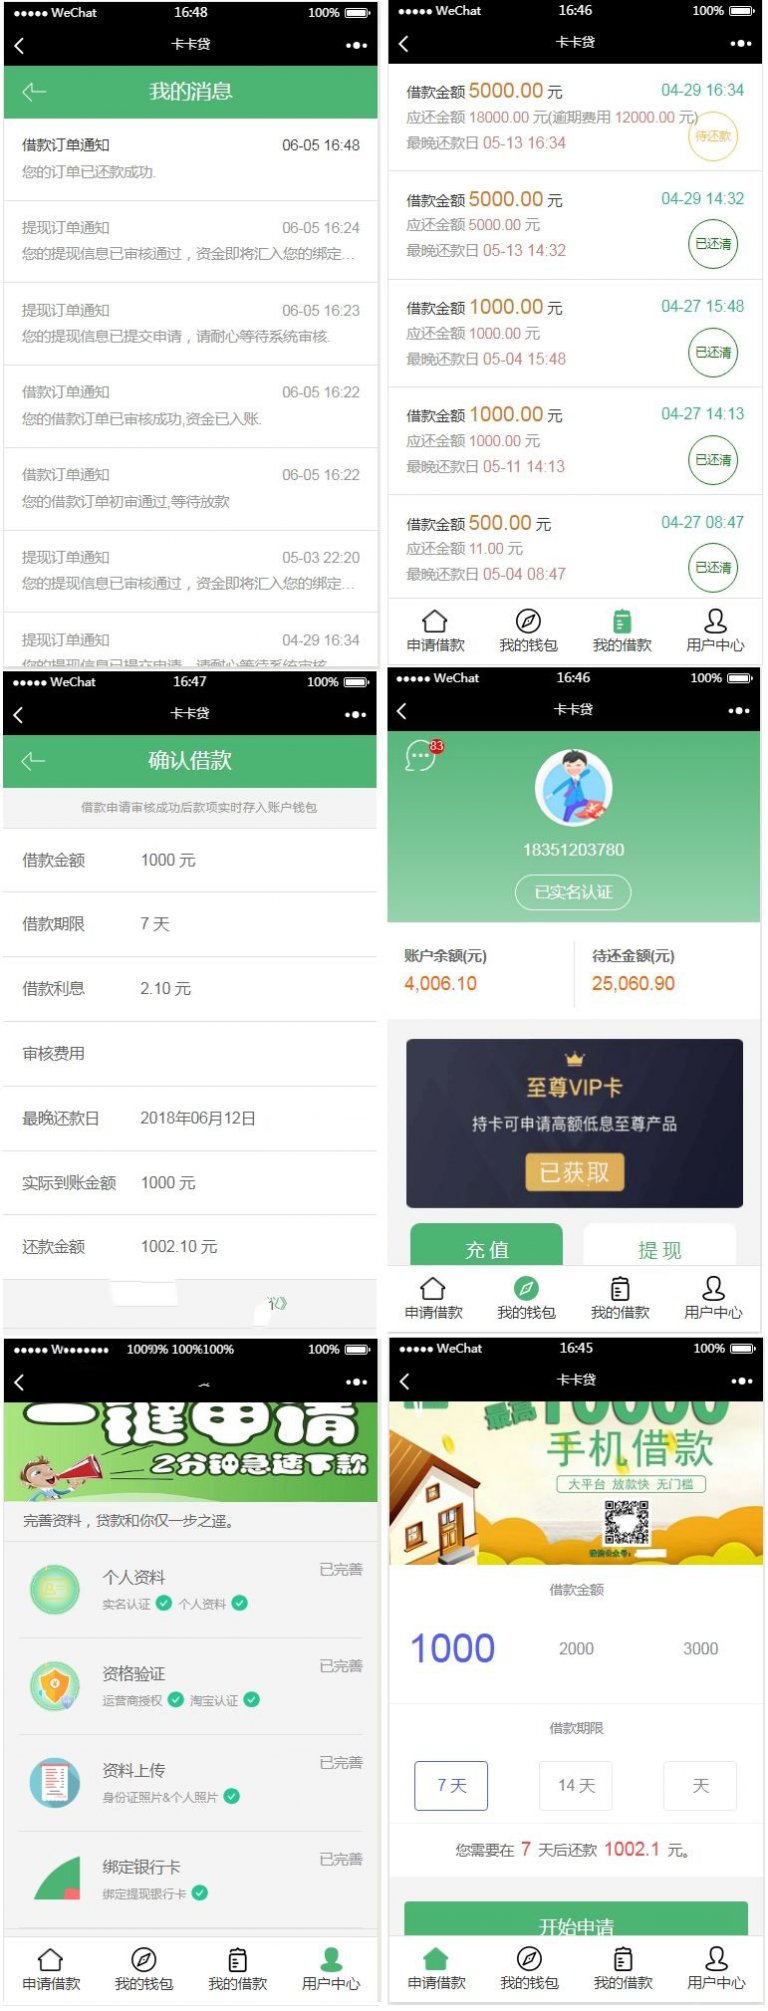 WeChat 16:48 100%
卡卡贷
我的消息
借款订单通知 06-05 16:48
您的订单已还款成功.
提现订单通知 06-05 16:24
您的提现信息已审核通过，资金即将汇入您的绑定...
提现订单通知 06-05 16:23
您的提现信息已提交申请，请耐心等待系统审核.
借款订单通知 06-05 16:22
您的借款订单已审核成功,资金已入账.
借款订单通知 06-05 16:22
您的借款订单初审通过,等待放款
提现订单通知 05-03 22:20
您的提现信息已审核通过，资金即将汇入您的绑定...
提现订单通知 04-29 16:34
您的提现信息已提交申请，请耐心等待系统审核
WeChat 16:46 100%
卡卡贷
借款金额 5000.00 元 04-29 16:34
应还金额 18000.00 元(逾期费用 12000.00 元)
待还款
最晚还款日 05-13 16:34
借款金额 5000.00 元 04-29 14:32
应还金额 5000.00 元
已还清
最晚还款日 05-13 14:32
借款金额 1000.00 元 04-27 15:48
应还金额 1000.00 元
已还清
最晚还款日 05-04 15:48
借款金额 1000.00 元 04-27 14:13
应还金额 1000.00 元
已还清
最晚还款日 05-11 14:13
借款金额 500.00 元 04-27 08:47
应还金额 11.00 元
已还清
最晚还款日 05-04 08:47
申请借款 我的钱包 我的借款 用户中心
WeChat 16:47 100%
卡卡贷
确认借款
借款申请审核成功后款项实时存入账户钱包
借款金额 1000 元
借款期限 7 天
借款利息 2.10 元
审核费用
最晚还款日 2018年06月12日
实际到账金额 1000 元
还款金额 1002.10 元
议》
WeChat 16:46 100%
卡卡贷
83
18351203780
已实名认证
账户余额(元) 待还金额(元)
4,006.10 25,060.90
至尊VIP卡
持卡可申请高额低息至尊产品
已获取
充值 提现
申请借款 我的钱包 我的借款 用户中心
W 100% 100%100% 100%
一键申请
2分钟急速下款
完善资料，贷款和你仅一步之遥。
个人资料 已完善
实名认证 个人资料
资格验证 已完善
运营商授权 淘宝认证
资料上传 已完善
身份证照片&个人照片
绑定银行卡 已完善
绑定提现银行卡
申请借款 我的钱包 我的借款 用户中心
WeChat 16:45 100%
卡卡贷
最高10000
手机借款
大平台 放款快 无门槛
微信公众号:
借款金额
1000 2000 3000
借款期限
7 天 14 天 天
您需要在 7 天后还款 1002.1 元。
开始申请
申请借款 我的钱包 我的借款 用户中心